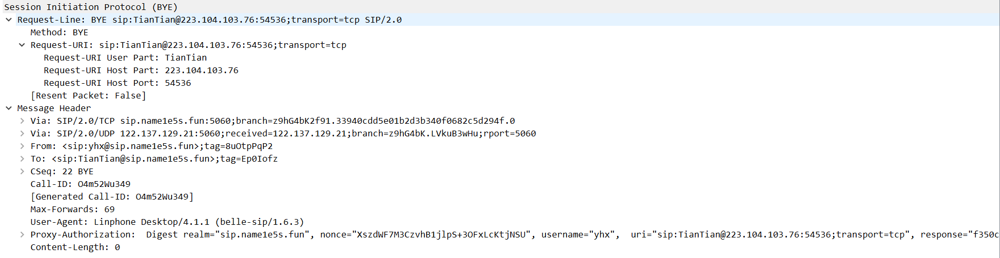 Session Initiation Protocol (BYE)
Request-Line: BYE sip:TianTian@223.104.103.76:54536;transport=tcp SIP/2.0
Method: BYE
Request-URI: sip:TianTian@223.104.103.76:54536;transport=tcp
Request-URI User Part: TianTian
Request-URI Host Part: 223.104.103.76
Request-URI Host Port: 54536
[Resent Packet: False]
Message Header
Via: SIP/2.0/TCP sip.name1e5s.fun:5060;branch=z9hG4bK2f91.33940cdd5e01b2d3b340f0682c5d294f.0
Via: SIP/2.0/UDP 122.137.129.21:5060;received=122.137.129.21;branch=z9hG4bK.LVkuB3wHu;rport=5060
From: <sip:yhx@sip.name1e5s.fun>;tag=8uOtpPqP2
To: <sip:TianTian@sip.name1e5s.fun>;tag=Ep0Iofz
CSeq: 22 BYE
Call-ID: O4m52Wu349
[Generated Call-ID: O4m52Wu349]
Max-Forwards: 69
User-Agent: Linphone Desktop/4.1.1 (belle-sip/1.6.3)
Proxy-Authorization:  Digest realm="sip.name1e5s.fun", nonce="XszdWF7M3CzvhB1jlpS+3OFxLcKtjNSU", username="yhx",  uri="sip:TianTian@223.104.103.76:54536;transport=tcp", response="f350c
Content-Length: 0